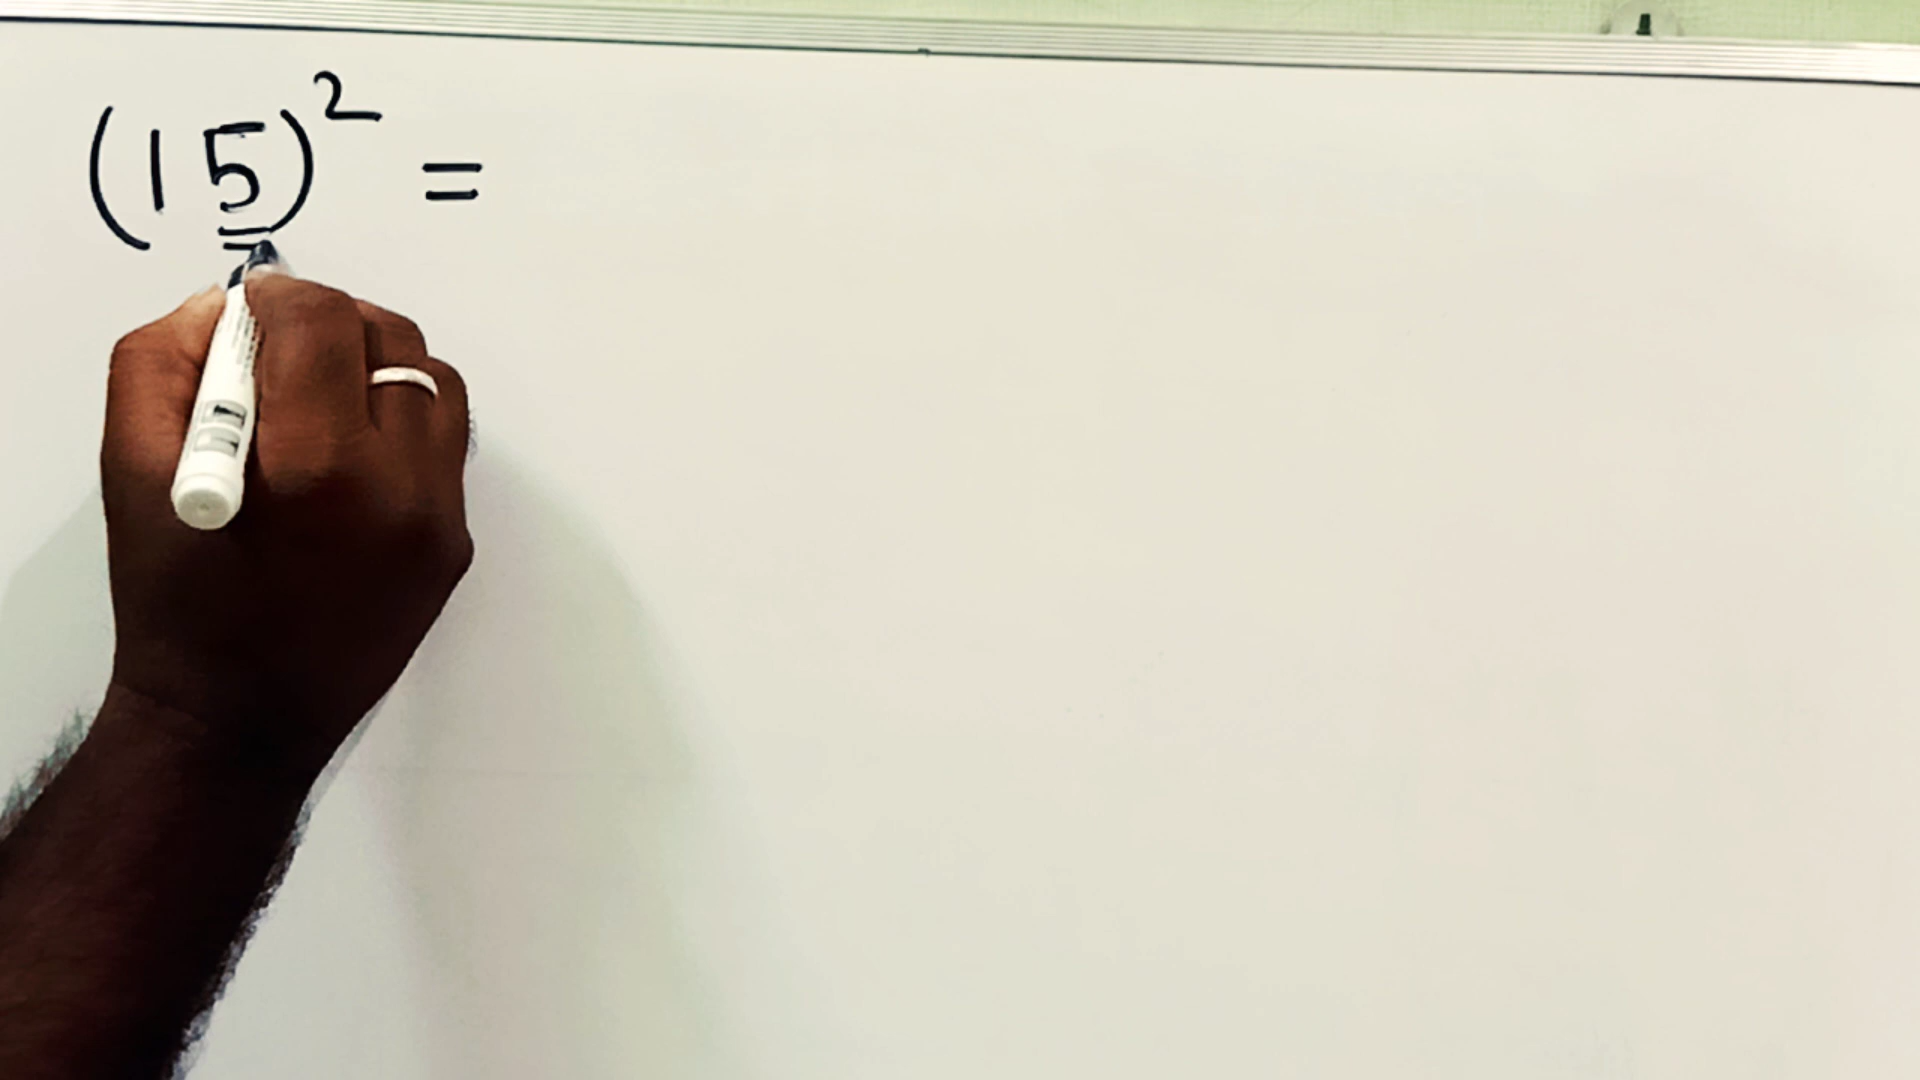 (15)² =